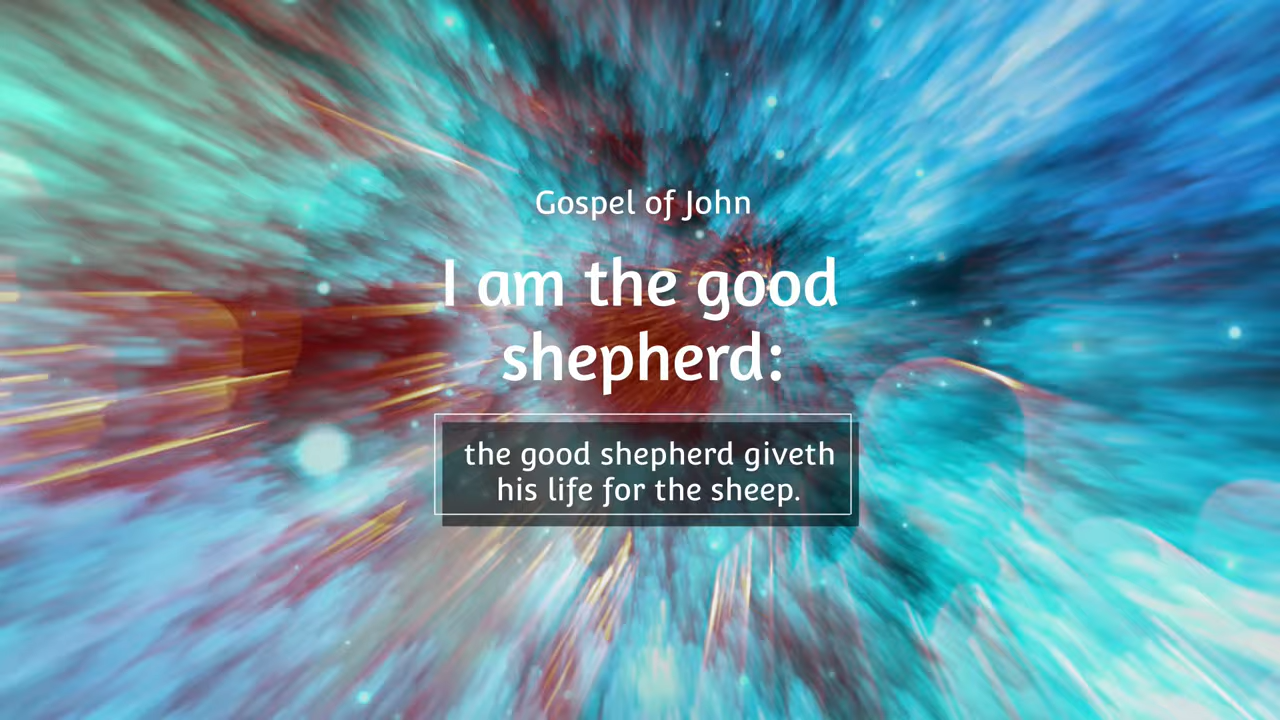 Gospel of John
I am the good
shepherd:
the good shepherd giveth
his life for the sheep.